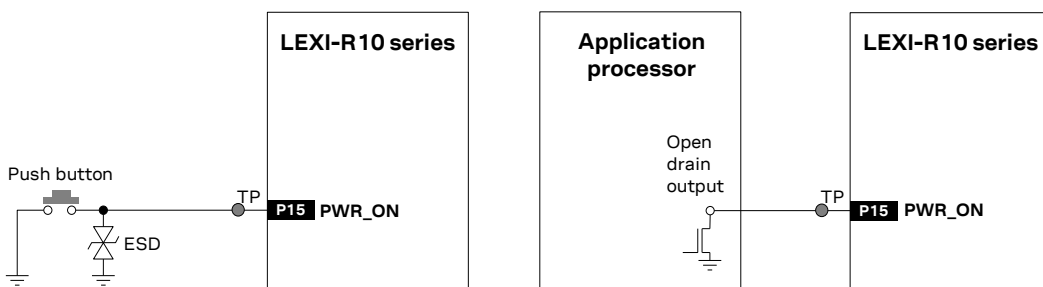 LEXI-R10 series
Push button
TP
P15 PWR_ON
ESD
Application
processor
Open
drain
output
LEXI-R10 series
TP
P15 PWR_ON